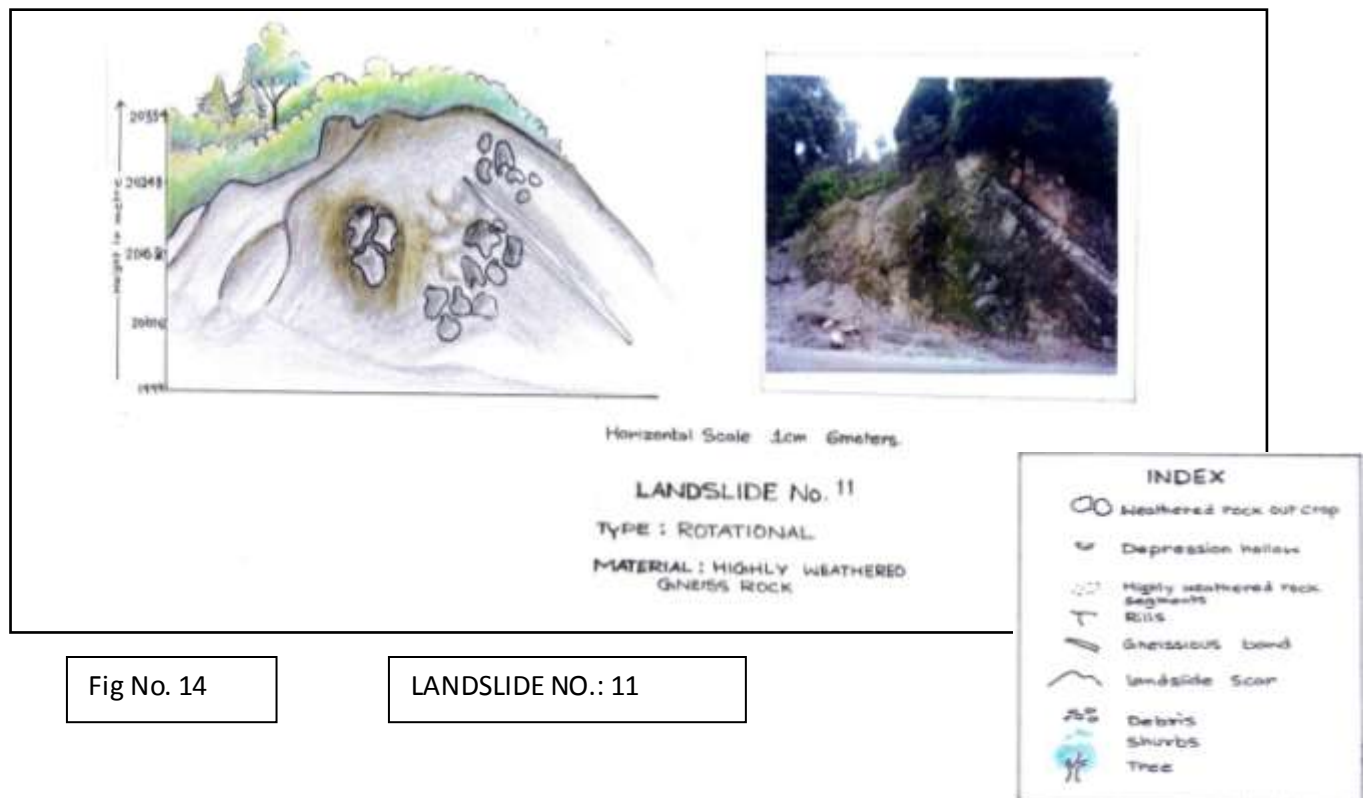 Height in metre
Horizental Scale 1cm 6meters
LANDSLIDE No. 11
TYPE : ROTATIONAL
MATERIAL : HIGHLY WEATHERED
GNEISS ROCK
INDEX
Weathered rock out crop
Depression hollow
Highly weathered rock
segments
Rills
Gneissious band
landslide Scar
Debris
Shurbs
Tree
Fig No. 14
LANDSLIDE NO.: 11